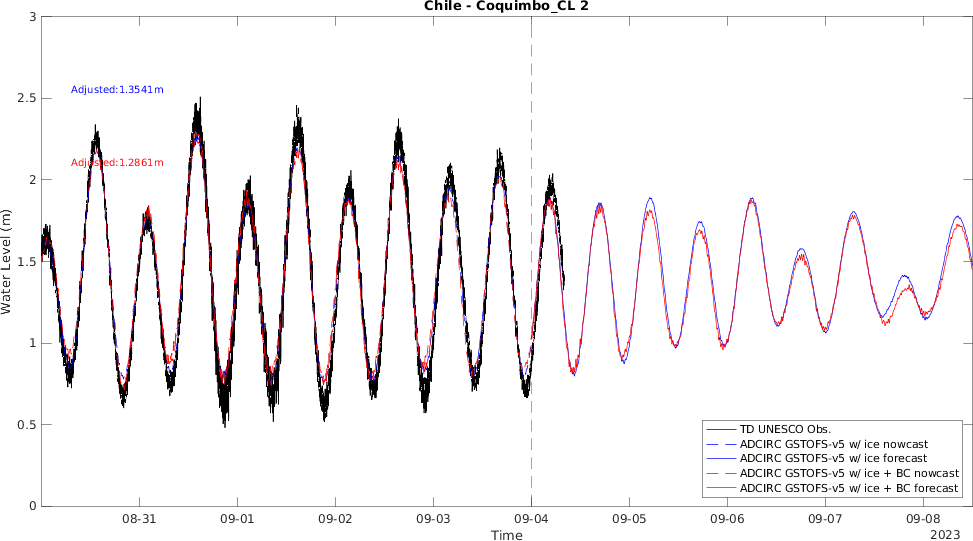 Chile - Coquimbo_CL 2
Water Level (m)
3
2.5
2
1.5
1
0.5
0
Adjusted:1.3541m
Adjusted:1.2861m
TD UNESCO Obs.
ADCIRC GSTOFS-v5 w/ ice nowcast
ADCIRC GSTOFS-v5 w/ ice forecast
ADCIRC GSTOFS-v5 w/ ice + BC nowcast
ADCIRC GSTOFS-v5 w/ ice + BC forecast
08-31 09-01 09-02 09-03 09-04 09-05 09-06 09-07 09-08
Time
2023